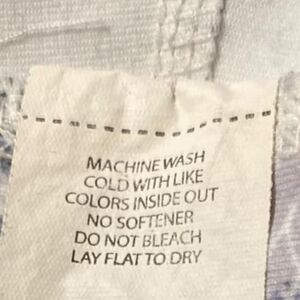 MACHINE WASH
COLD WITH LIKE
COLORS INSIDE OUT
NO SOFTENER
DO NOT BLEACH
LAY FLAT TO DRY